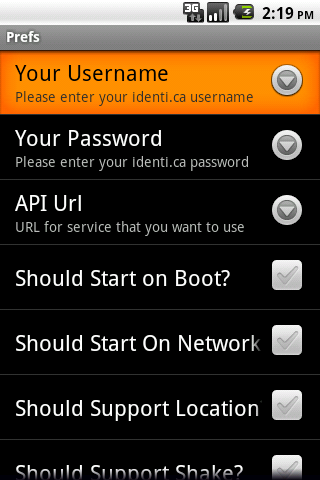 3G 2:19 PM
Prefs
Your Username
Please enter your identi.ca username
Your Password
Please enter your identi.ca password
API Url
URL for service that you want to use
Should Start on Boot?
Should Start On Network
Should Support Location
Should Support Shake?